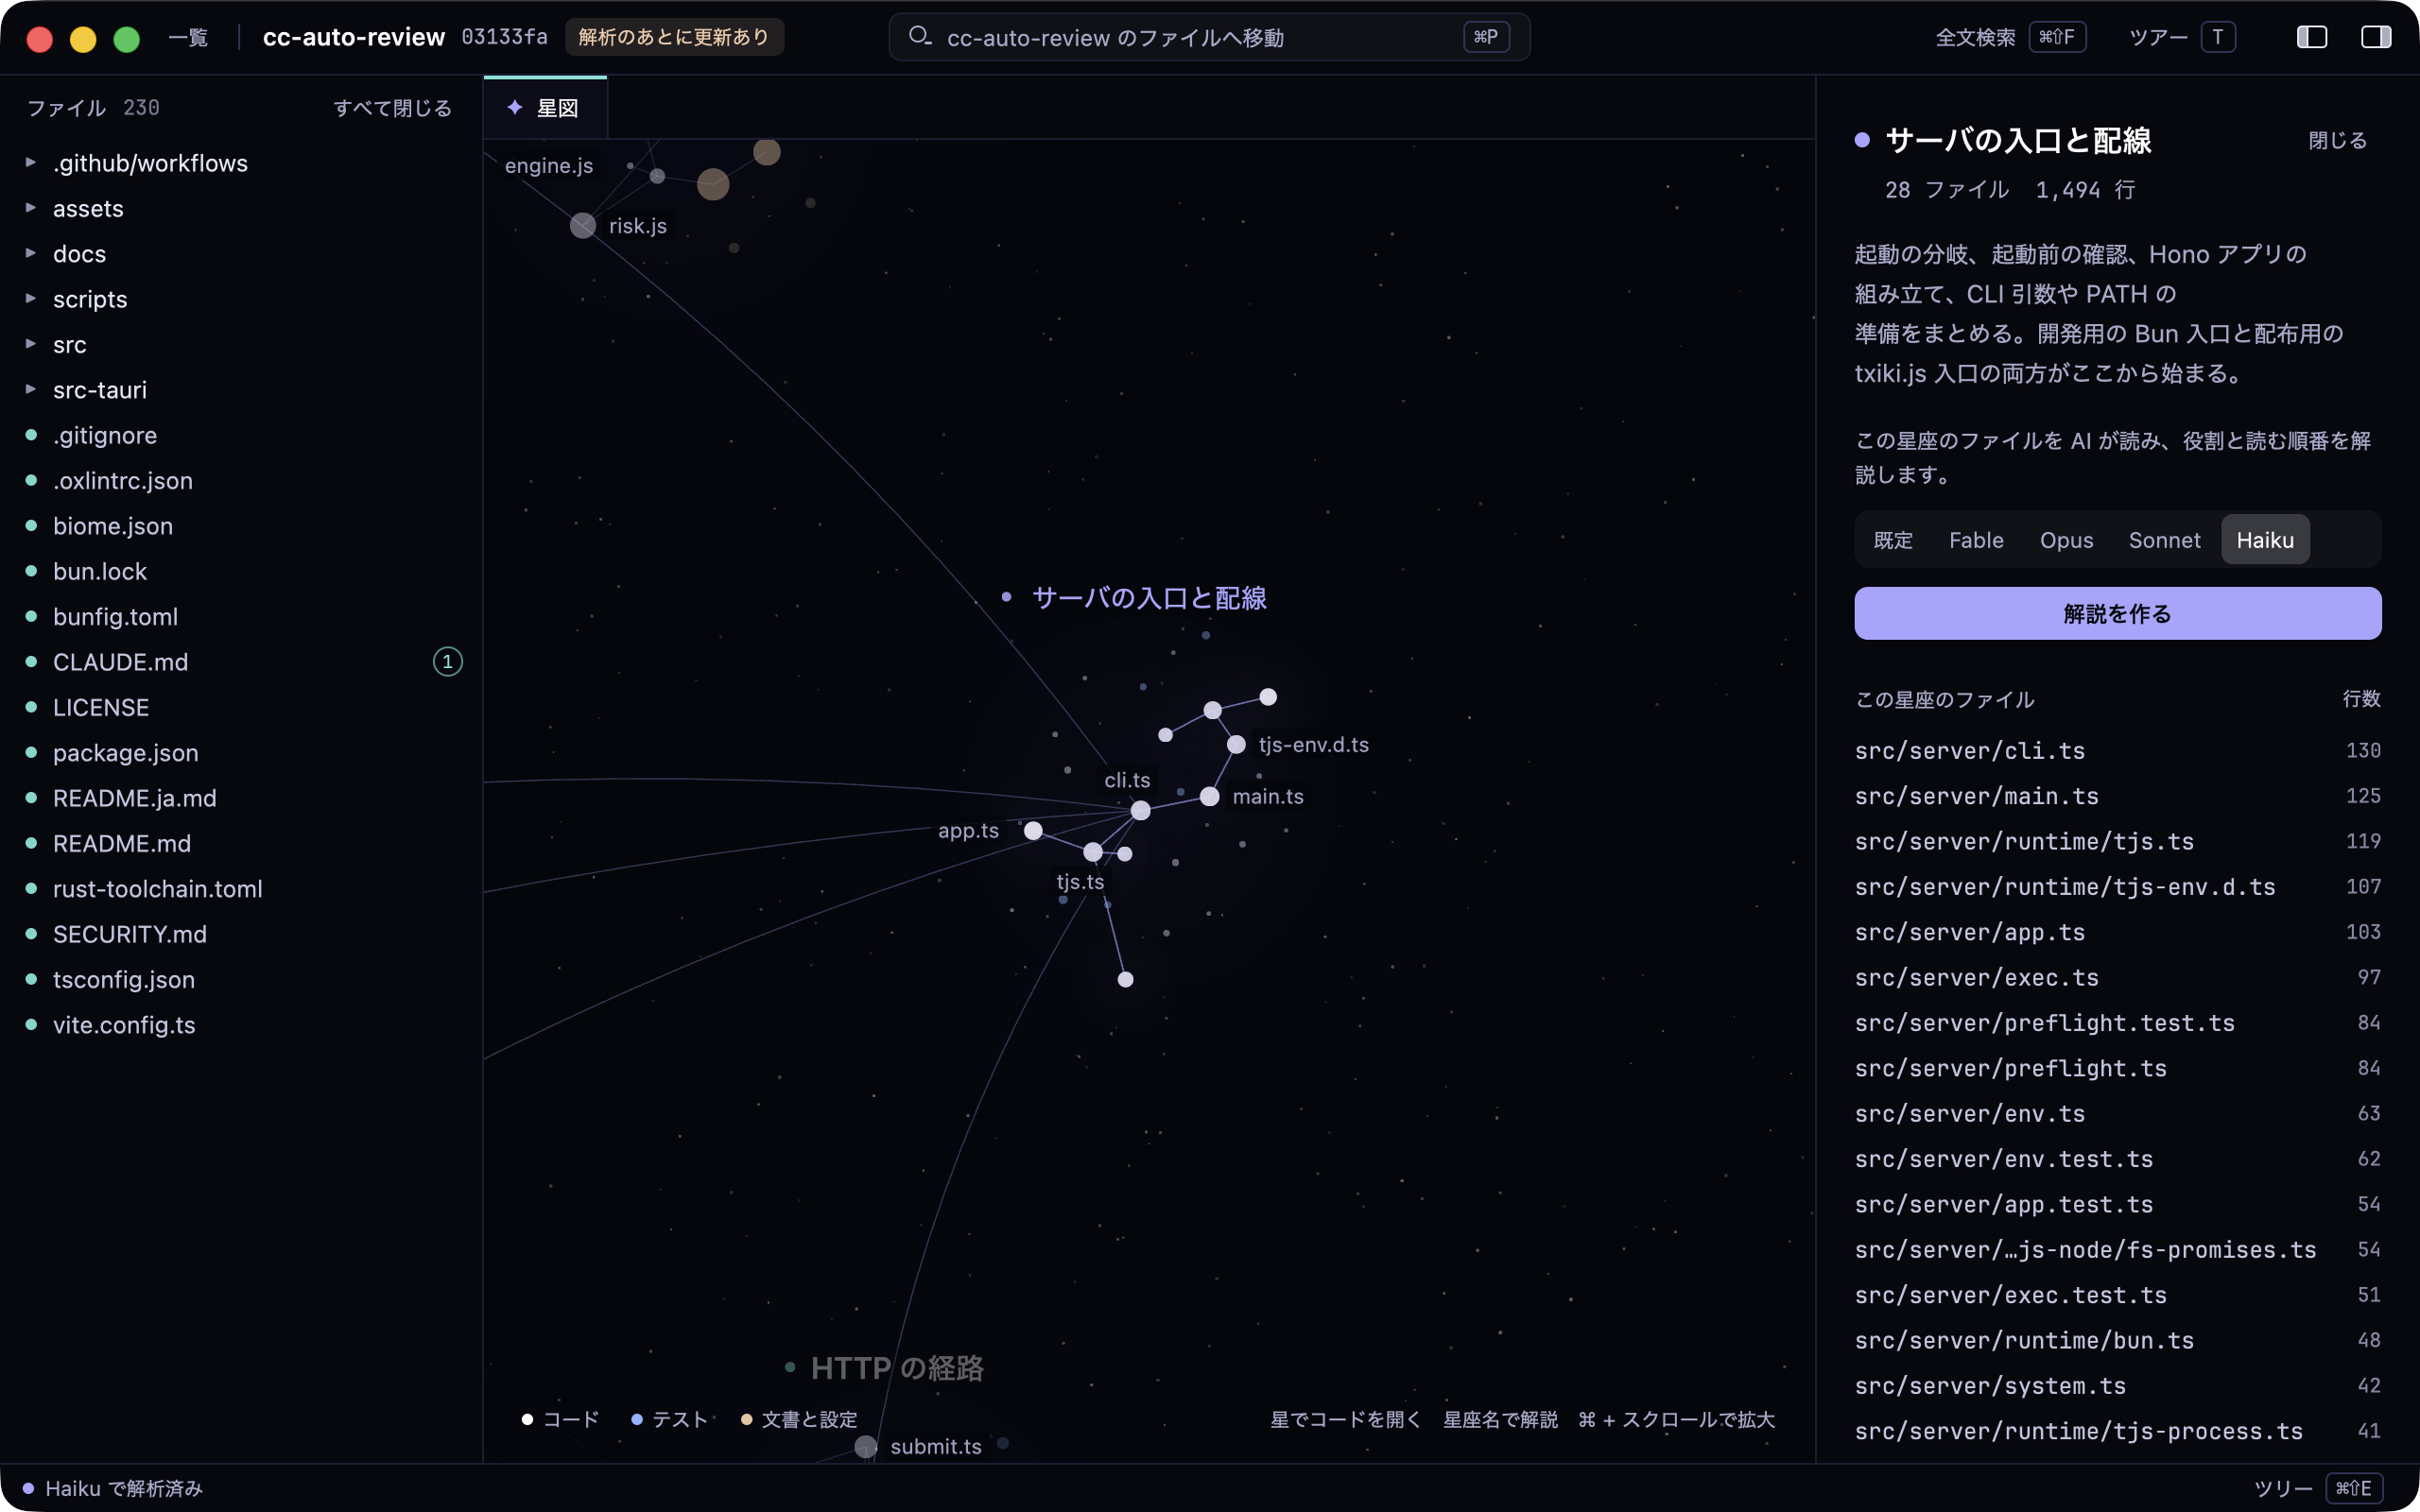 一覧
cc-auto-review 03133fa 解析のあとに更新あり
cc-auto-review のファイルへ移動 ⌘P
全文検索 ⌘⇧F
ツアー T
ファイル 230 すべて閉じる
.github/workflows
assets
docs
scripts
src
src-tauri
.gitignore
.oxlintrc.json
biome.json
bun.lock
bunfig.toml
CLAUDE.md 1
LICENSE
package.json
README.ja.md
README.md
rust-toolchain.toml
SECURITY.md
tsconfig.json
vite.config.ts
星図
engine.js
risk.js
サーバの入口と配線
tjs-env.d.ts
cli.ts
main.ts
app.ts
tjs.ts
HTTP の経路
コード テスト 文書と設定
星でコードを開く 星座名で解説 ⌘ + スクロールで拡大
submit.ts
サーバの入口と配線 閉じる
28 ファイル 1,494 行
起動の分岐、起動前の確認、Hono アプリの
組み立て、CLI 引数や PATH の
準備をまとめる。開発用の Bun 入口と配布用の
txiki.js 入口の両方がここから始まる。
この星座のファイルを AI が読み、役割と読む順番を解
説します。
既定 Fable Opus Sonnet Haiku
解説を作る
この星座のファイル 行数
src/server/cli.ts 130
src/server/main.ts 125
src/server/runtime/tjs.ts 119
src/server/runtime/tjs-env.d.ts 107
src/server/app.ts 103
src/server/exec.ts 97
src/server/preflight.test.ts 84
src/server/preflight.ts 84
src/server/env.ts 63
src/server/env.test.ts 62
src/server/app.test.ts 54
src/server/…js-node/fs-promises.ts 54
src/server/exec.test.ts 51
src/server/runtime/bun.ts 48
src/server/system.ts 42
src/server/runtime/tjs-process.ts 41
Haiku で解析済み
ツリー ⌘⇧E